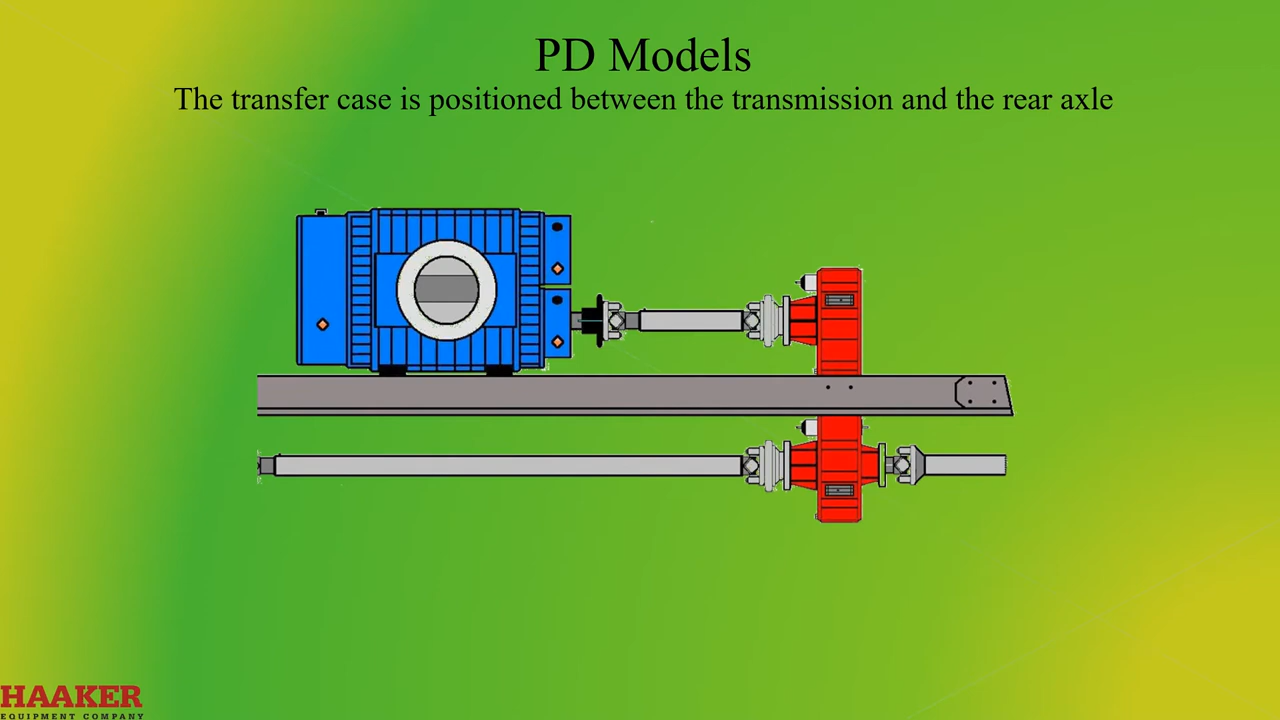 PD Models
The transfer case is positioned between the transmission and the rear axle
HAAKER
EQUIPMENT COMPANY